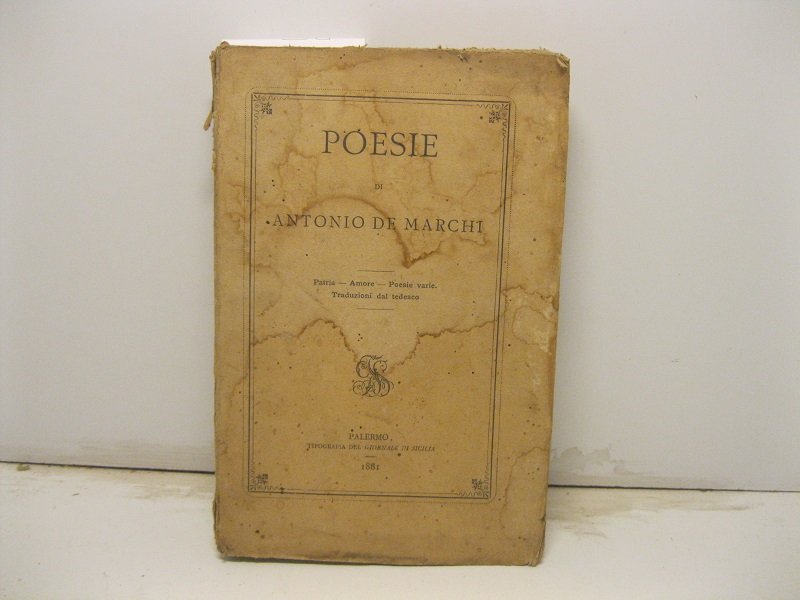 POESIE
DI
ANTONIO DE MARCHI
Patria — Amore — Poesie varie.
Traduzioni dal tedesco
PALERMO
TIPOGRAFIA DEL GIORNALE DI SICILIA
1881